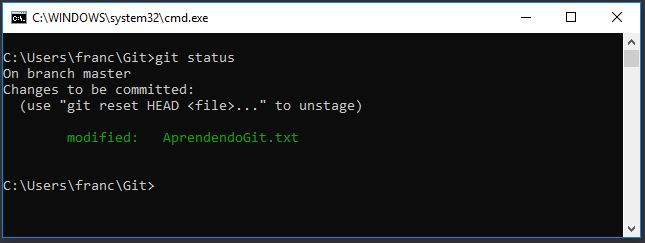 C:\WINDOWS\system32\cmd.exe
C:\Users\franc\Git>git status
On branch master
Changes to be committed:
  (use "git reset HEAD <file>..." to unstage)
        modified:   AprendendoGit.txt
C:\Users\franc\Git>